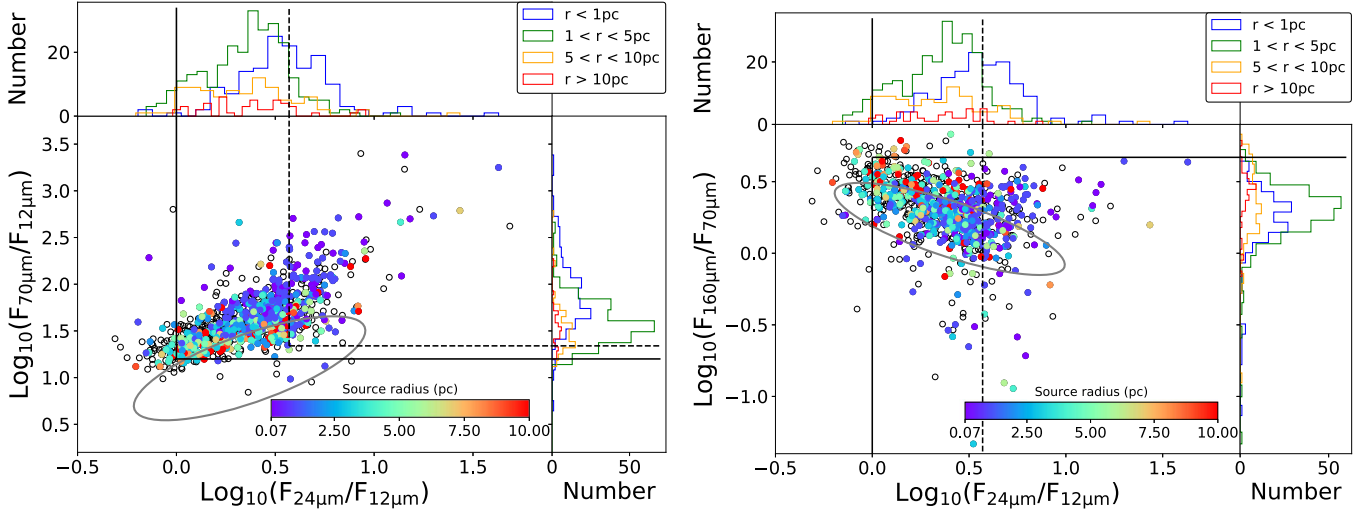 Number
20
0
r < 1pc
1 < r < 5pc
5 < r < 10pc
r > 10pc
Log₁₀(F₇₀μm/F₁₂μm)
3.5
3.0
2.5
2.0
1.5
1.0
0.5
Source radius (pc)
0.07 2.50 5.00 7.50 10.00
−0.5 0.0 0.5 1.0 1.5
0 50
Log₁₀(F₂₄μm/F₁₂μm)
Number
Number
20
0
r < 1pc
1 < r < 5pc
5 < r < 10pc
r > 10pc
Log₁₀(F₁₆₀μm/F₇₀μm)
0.5
0.0
−0.5
−1.0
Source radius (pc)
0.07 2.50 5.00 7.50 10.00
−0.5 0.0 0.5 1.0 1.5
0 50
Log₁₀(F₂₄μm/F₁₂μm)
Number